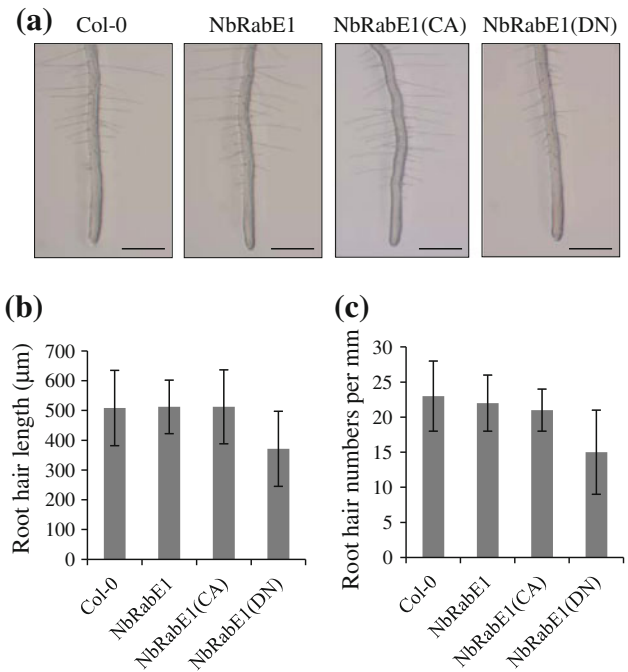 (a)
Col-0 NbRabE1 NbRabE1(CA) NbRabE1(DN)
(b)
Root hair length (µm)
700
600
500
400
300
200
100
0
Col-0
NbRabE1
NbRabE1(CA)
NbRabE1(DN)
(c)
Root hair numbers per mm
30
25
20
15
10
5
0
Col-0
NbRabE1
NbRabE1(CA)
NbRabE1(DN)